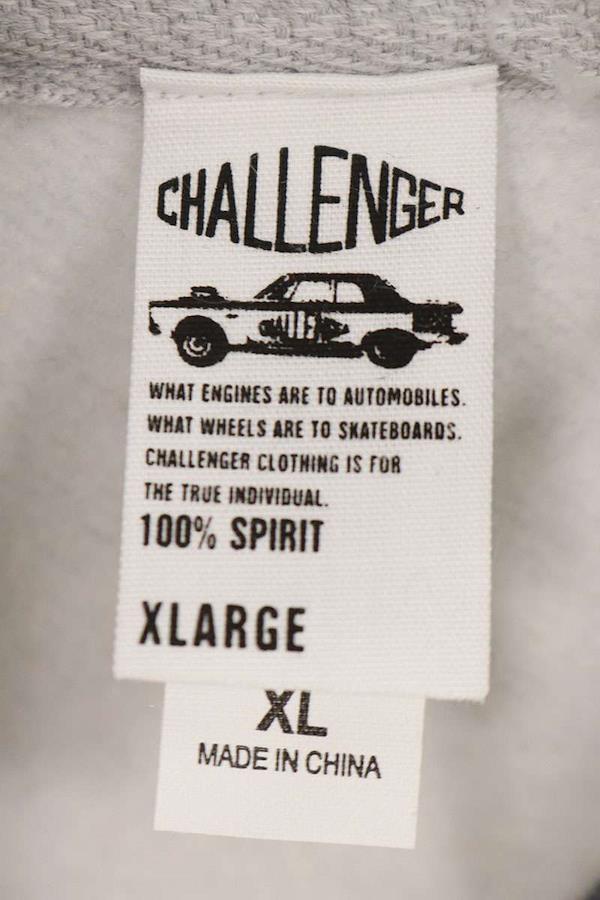 CHALLENGER
CHALLENGER
WHAT ENGINES ARE TO AUTOMOBILES.
WHAT WHEELS ARE TO SKATEBOARDS.
CHALLENGER CLOTHING IS FOR
THE TRUE INDIVIDUAL.
100% SPIRIT
XLARGE
XL
MADE IN CHINA